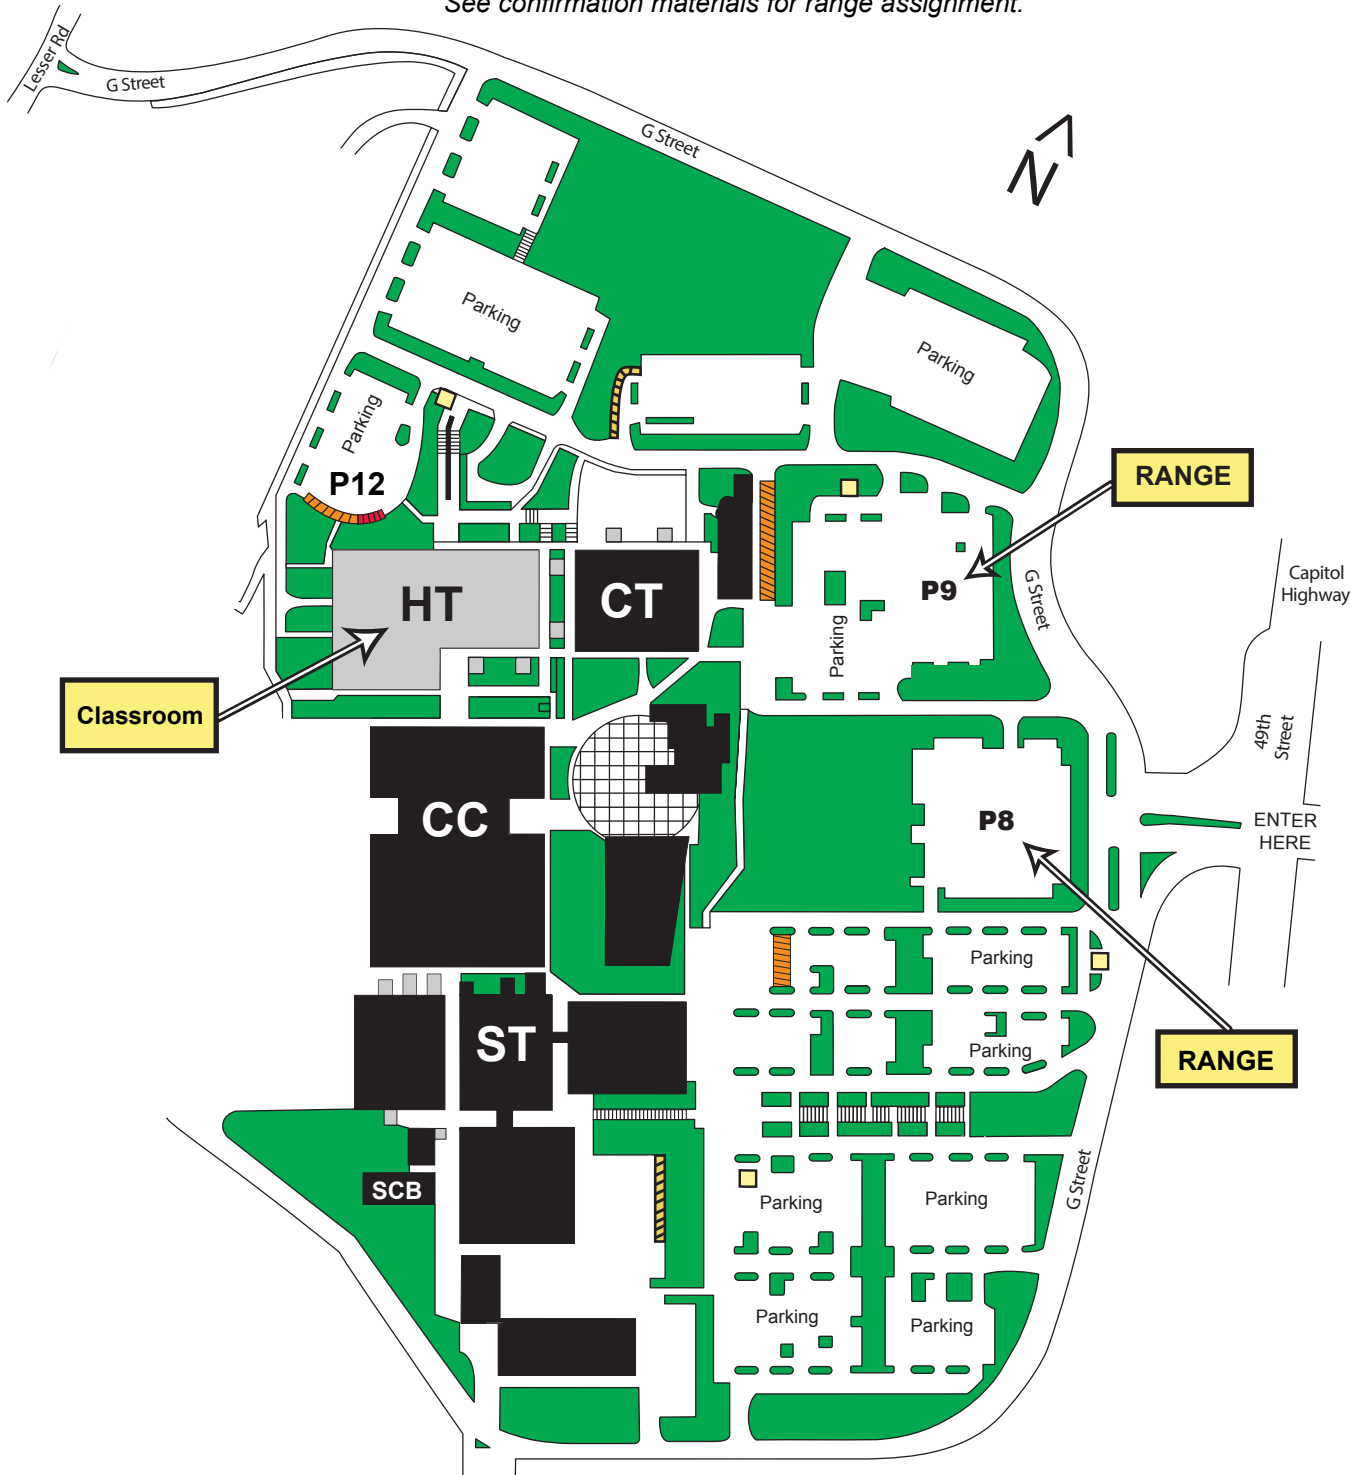 See confirmation materials for range assignment.
Lesser Rd
G Street
G Street
N
Parking
Parking
Parking
P12
RANGE
HT
CT
P9
Parking
G Street
Capitol
Highway
Classroom
49th
Street
CC
P8
ENTER
HERE
Parking
ST
Parking
RANGE
SCB
Parking
Parking
G Street
Parking
Parking